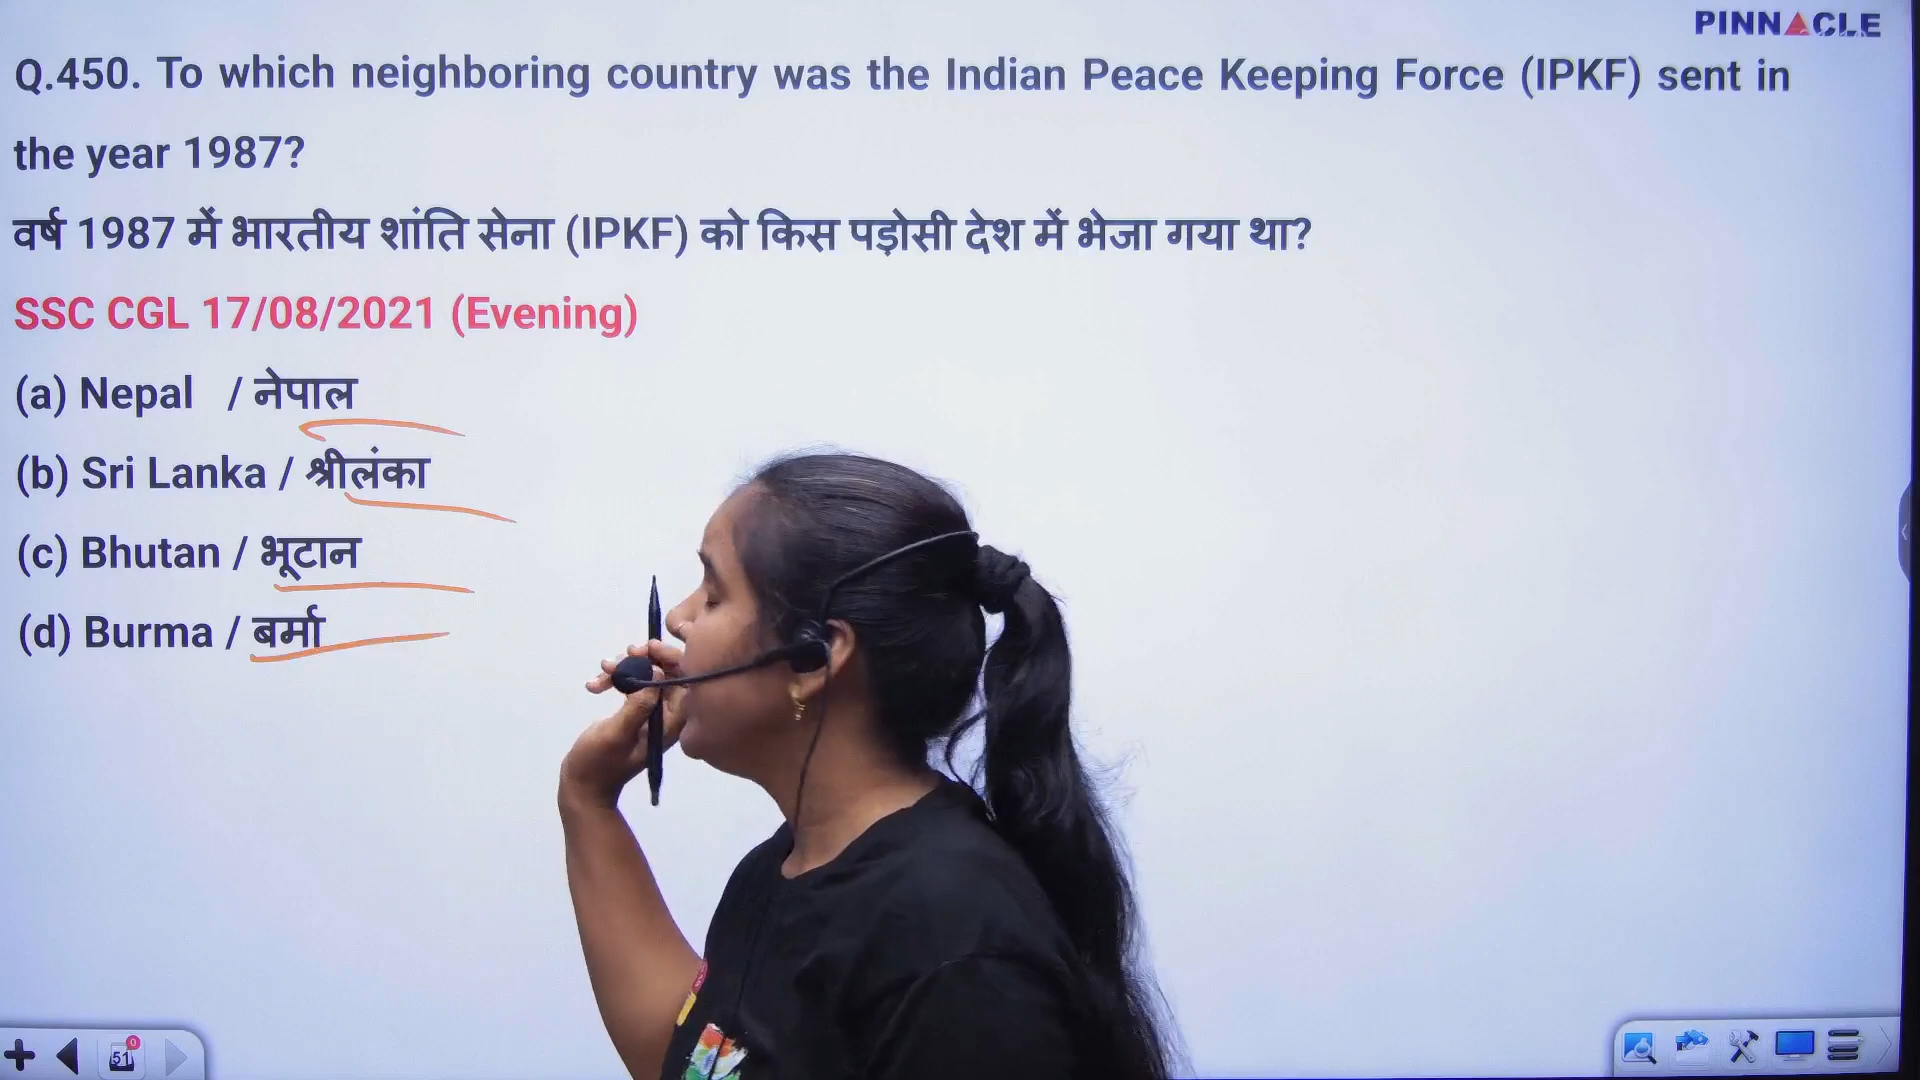 PINNACLE
Q.450. To which neighboring country was the Indian Peace Keeping Force (IPKF) sent in
the year 1987?
वर्ष 1987 में भारतीय शांति सेना (IPKF) को किस पड़ोसी देश में भेजा गया था?
SSC CGL 17/08/2021 (Evening)
(a) Nepal / नेपाल
(b) Sri Lanka / श्रीलंका
(c) Bhutan / भूटान
(d) Burma / बर्मा
51
0